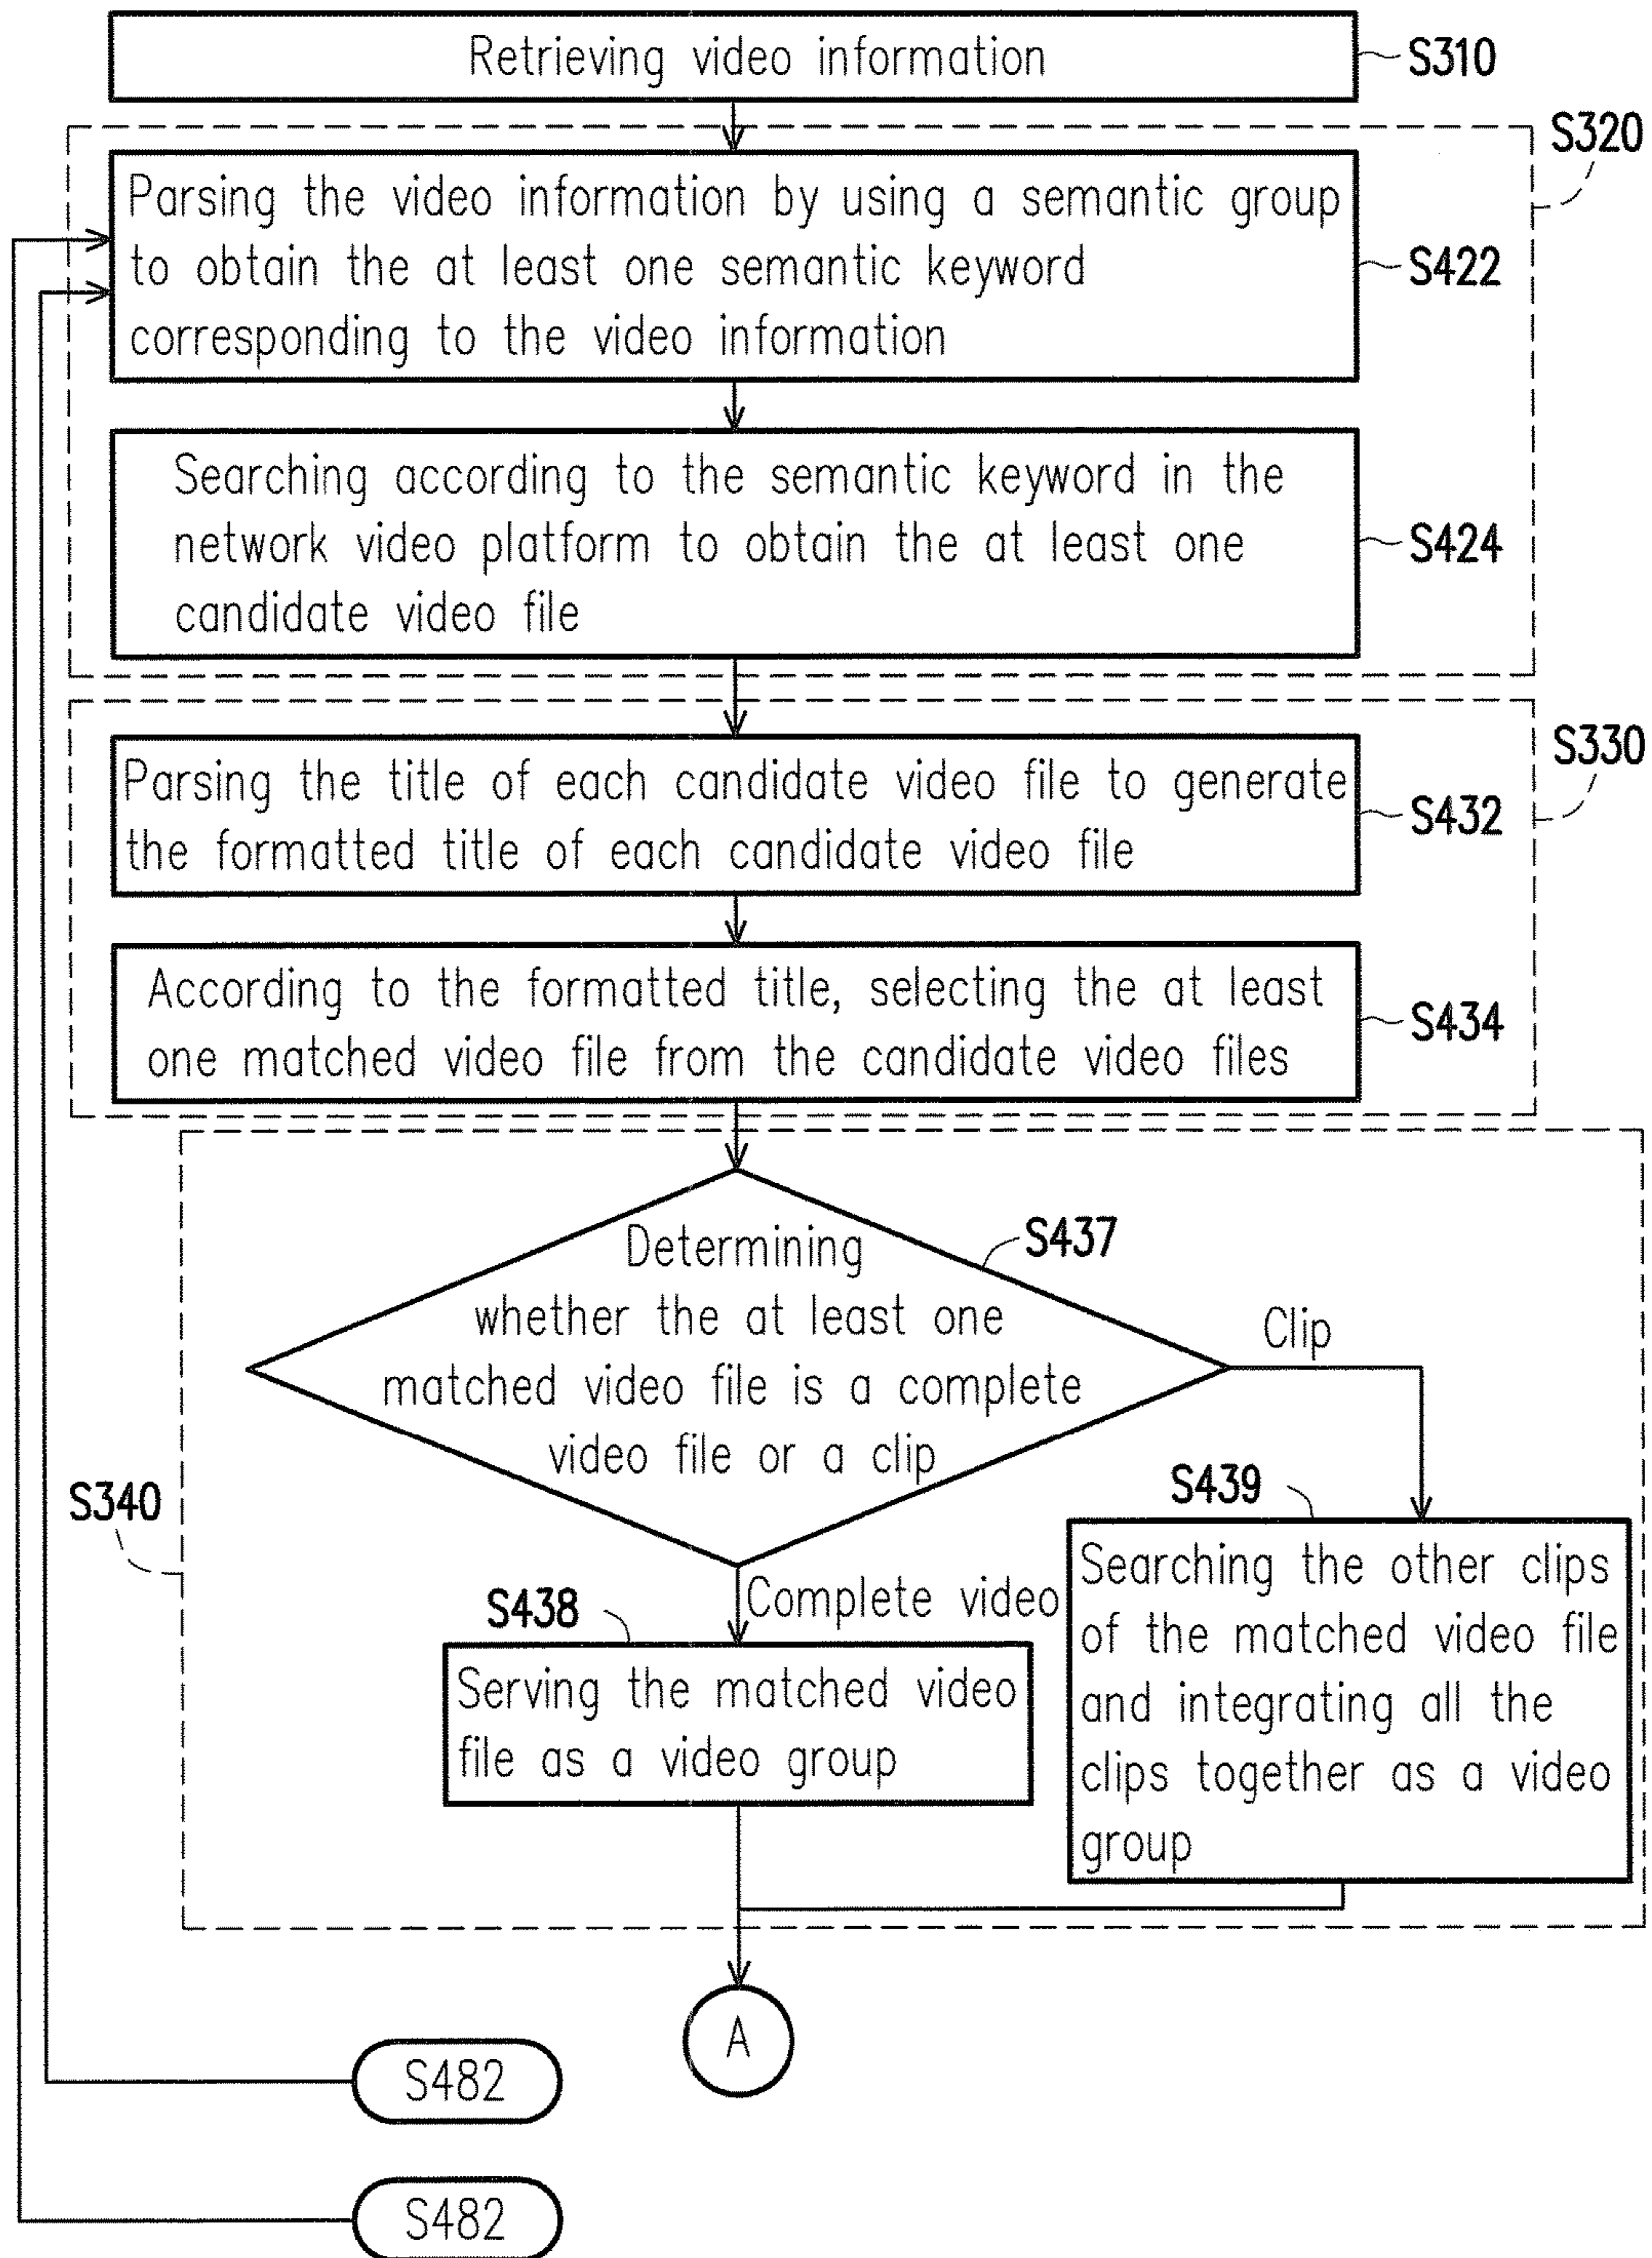 Retrieving video information
S310
S320
Parsing the video information by using a semantic group
to obtain the at least one semantic keyword
corresponding to the video information
S422
Searching according to the semantic keyword in the
network video platform to obtain the at least one
candidate video file
S424
S330
Parsing the title of each candidate video file to generate
the formatted title of each candidate video file
S432
According to the formatted title, selecting the at least
one matched video file from the candidate video files
S434
Determining
whether the at least one
matched video file is a complete
video file or a clip
S437
Clip
S340
S439
Searching the other clips
of the matched video file
and integrating all the
clips together as a video
group
Complete video
S438
Serving the matched video
file as a video group
A
S482
S482